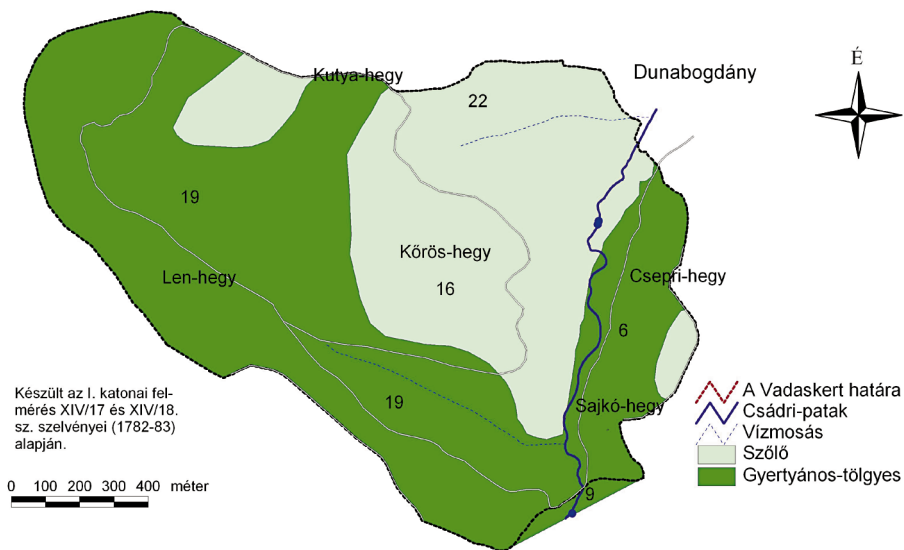 Kutya-hegy
Dunabogdány
É
22
19
Kőrös-hegy
Len-hegy
16
Csepri-hegy
6
19
Sajkó-hegy
9
Készült az I. katonai fel-
mérés XIV/17 és XIV/18.
sz. szelvényei (1782-83)
alapján.
0 100 200 300 400 méter
A Vadaskert határa
Csádri-patak
Vízmosás
Szőlő
Gyertyános-tölgyes